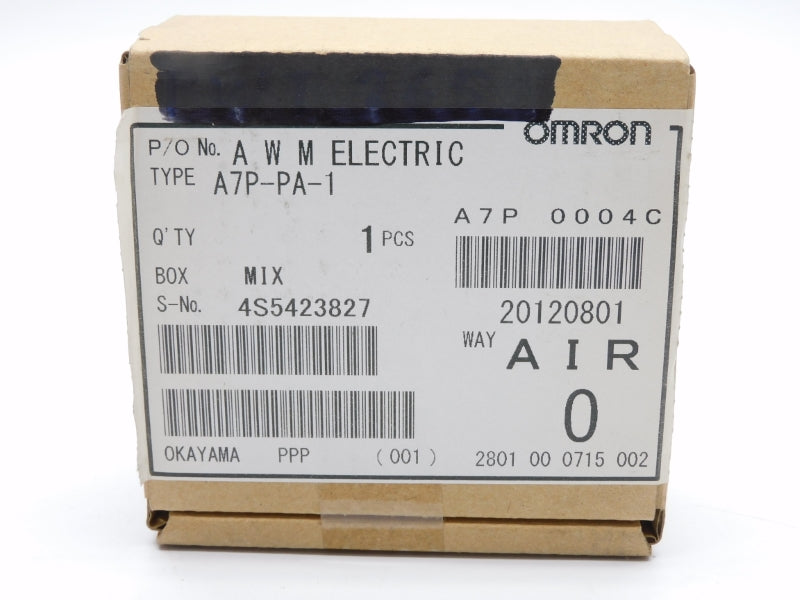 OMRON
P/O No. A W M ELECTRIC
TYPE A7P-PA-1
A7P 0004C
Q'TY 1 PCS
BOX MIX
S-No. 4S5423827
20120801
WAY AIR
0
OKAYAMA PPP (001) 2801 00 0715 002